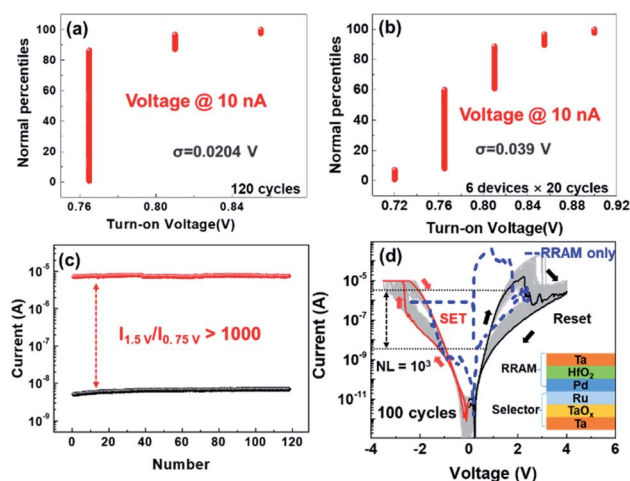 (a)
Normal percentiles
100
80
60
40
20
0
Voltage @ 10 nA
σ=0.0204 V
120 cycles
0.76 0.80 0.84
Turn-on Voltage(V)
(b)
Normal percentiles
100
80
60
40
20
0
Voltage @ 10 nA
σ=0.039 V
6 devices × 20 cycles
0.72 0.76 0.80 0.84 0.88 0.92
Turn-on Voltage(V)
(c)
Current (A)
10⁻⁵
10⁻⁶
10⁻⁷
10⁻⁸
10⁻⁹
I₁.₅ ᵥ/I₀.₇₅ ᵥ > 1000
0 20 40 60 80 100 120
Number
(d)
Current (A)
10⁻³
10⁻⁵
10⁻⁷
10⁻⁹
10⁻¹¹
RRAM only
SET
Reset
NL = 10³
100 cycles
RRAM
Selector
Ta
HfO₂
Pd
Ru
TaOₓ
Ta
-4 -2 0 2 4
Voltage (V)